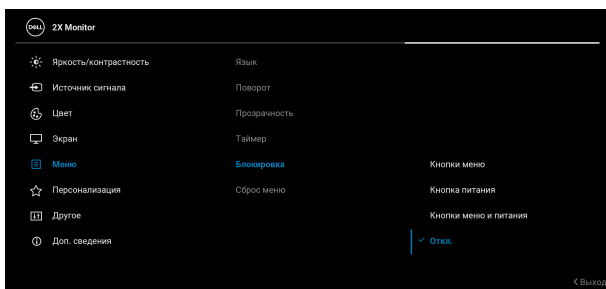 DELL 2X Monitor
Яркость/контрастность Язык
Источник сигнала Поворот
Цвет Прозрачность
Экран Таймер
Меню Блокировка Кнопки меню
Персонализация Сброс меню Кнопка питания
Другое Кнопки меню и питания
Доп. сведения Откл.
Выход